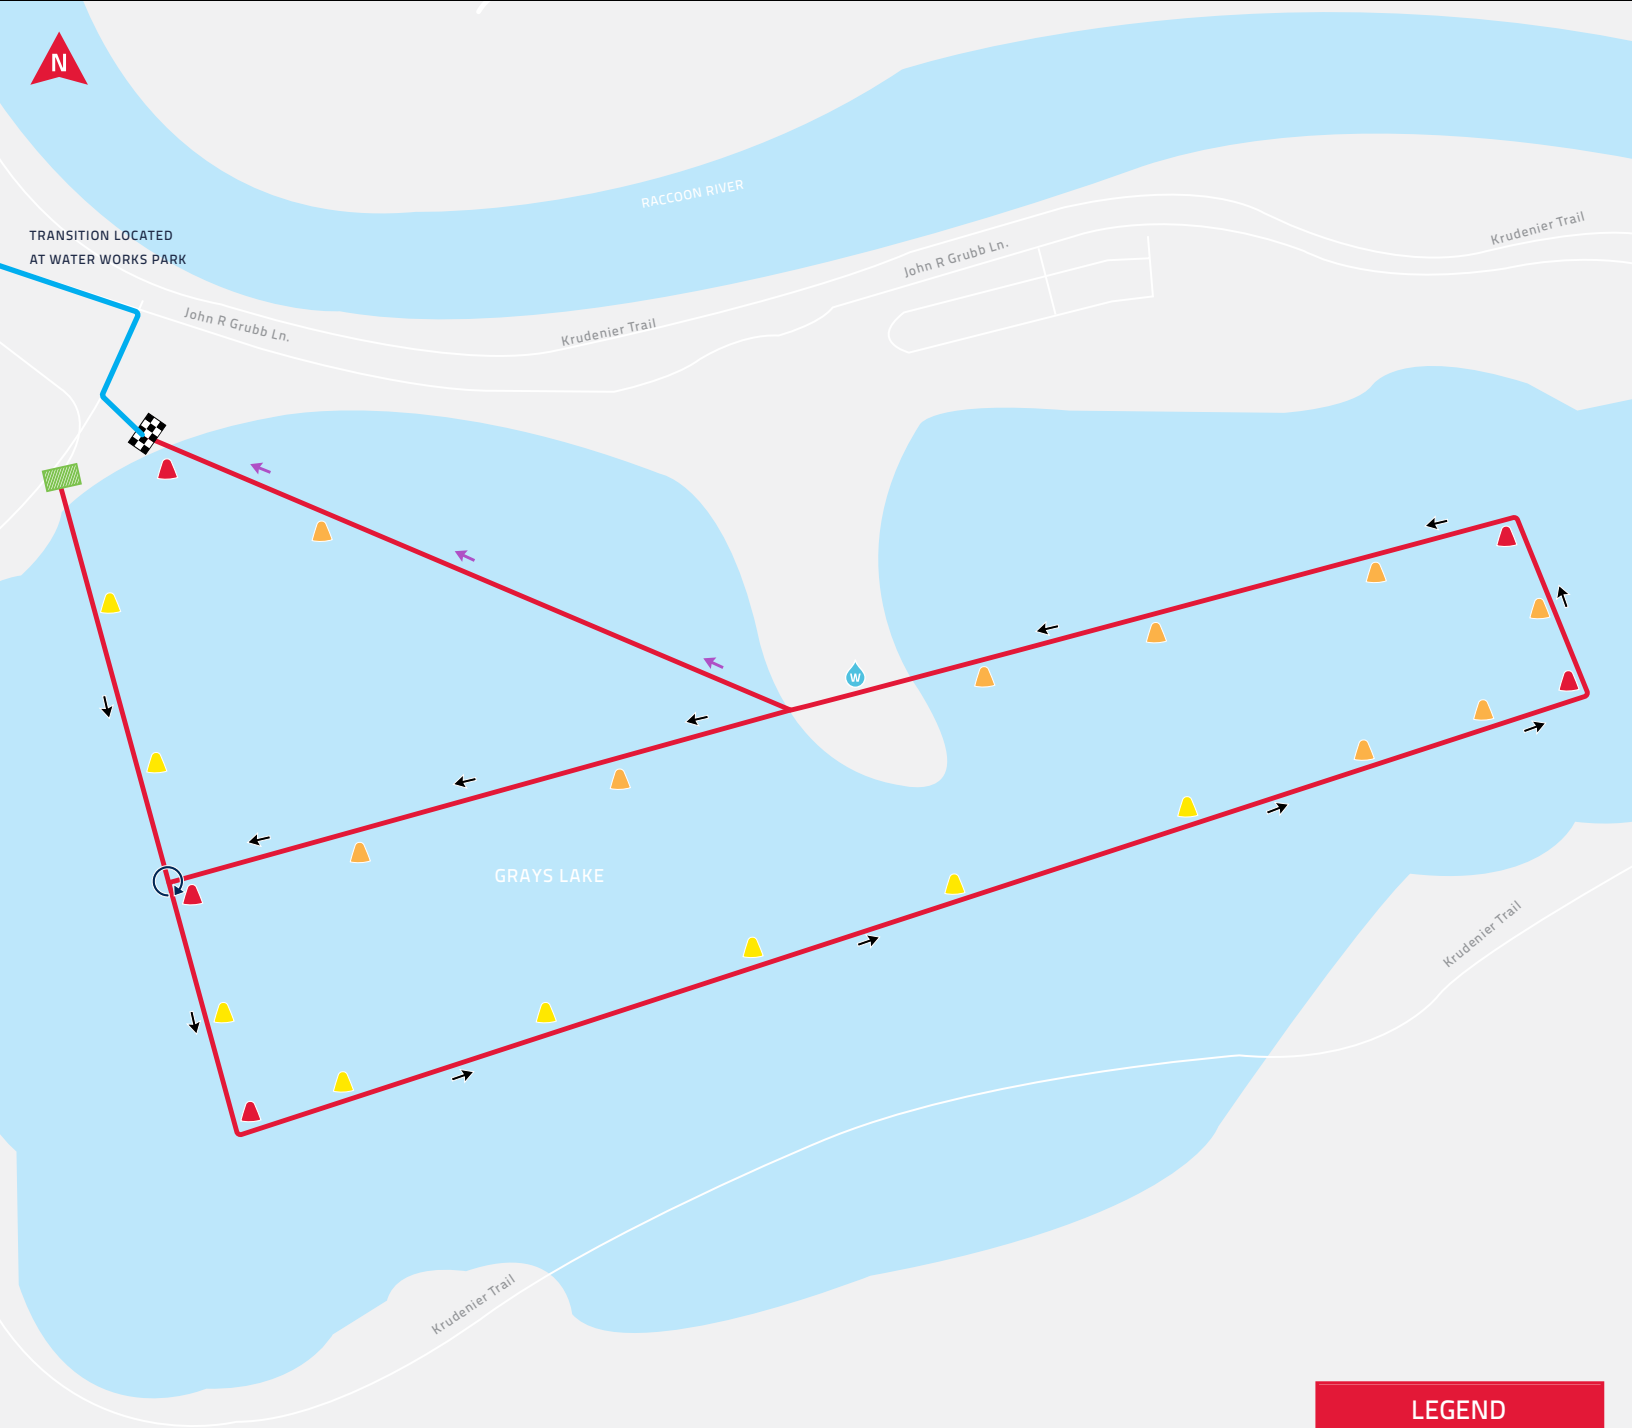 N
RACCOON RIVER
TRANSITION LOCATED
AT WATER WORKS PARK
John R Grubb Ln.
Krudenier Trail
John R Grubb Ln.
Krudenier Trail
W
GRAYS LAKE
Krudenier Trail
Krudenier Trail
LEGEND